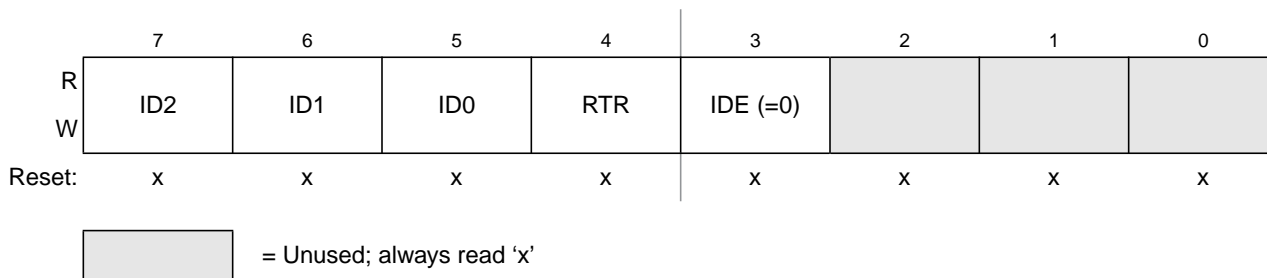 7 6 5 4 3 2 1 0
R
ID2 ID1 ID0 RTR IDE (=0)
W
Reset: x x x x x x x x
= Unused; always read ‘x’